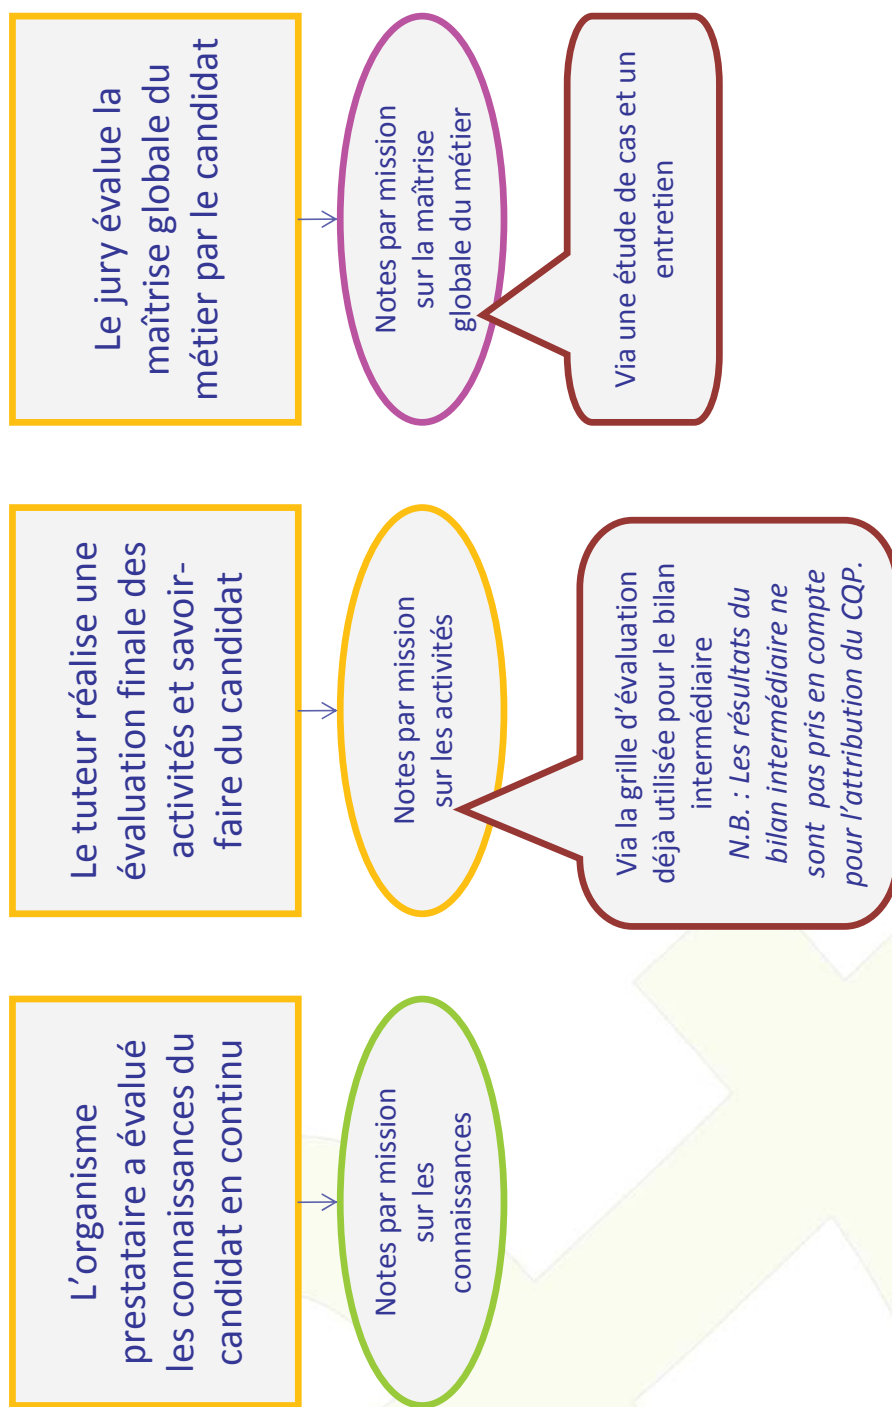 L’organisme
prestataire a évalué
les connaissances du
candidat en continu
Notes par mission
sur les
connaissances
Le tuteur réalise une
évaluation finale des
activités et savoir-
faire du candidat
Notes par mission
sur les activités
Via la grille d’évaluation
déjà utilisée pour le bilan
intermédiaire
N.B. : Les résultats du
bilan intermédiaire ne
sont pas pris en compte
pour l’attribution du CQP.
Le jury évalue la
maîtrise globale du
métier par le candidat
Notes par mission
sur la maîtrise
globale du métier
Via une étude de cas et un
entretien